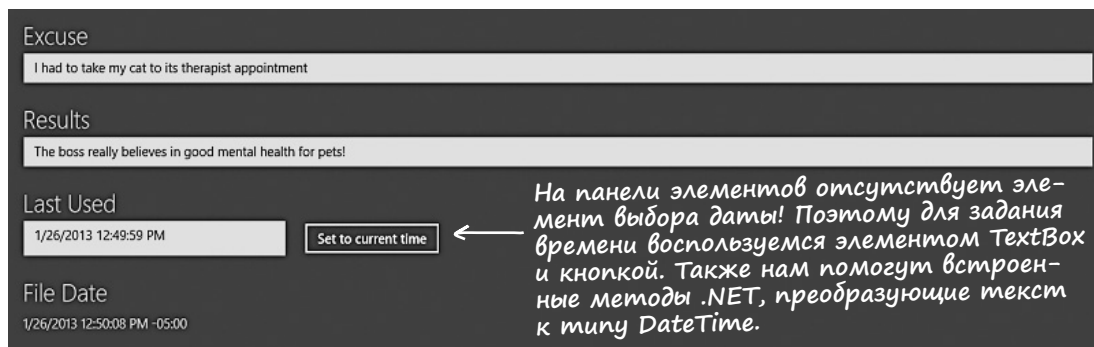 Excuse
I had to take my cat to its therapist appointment
Results
The boss really believes in good mental health for pets!
Last Used
1/26/2013 12:49:59 PM
Set to current time
File Date
1/26/2013 12:50:08 PM -05:00
На панели элементов отсутствует эле-
мент выбора даты! Поэтому для задания
времени воспользуемся элементом TextBox
и кнопкой. Также нам помогут встроен-
ные методы .NET, преобразующие текст
к типу DateTime.